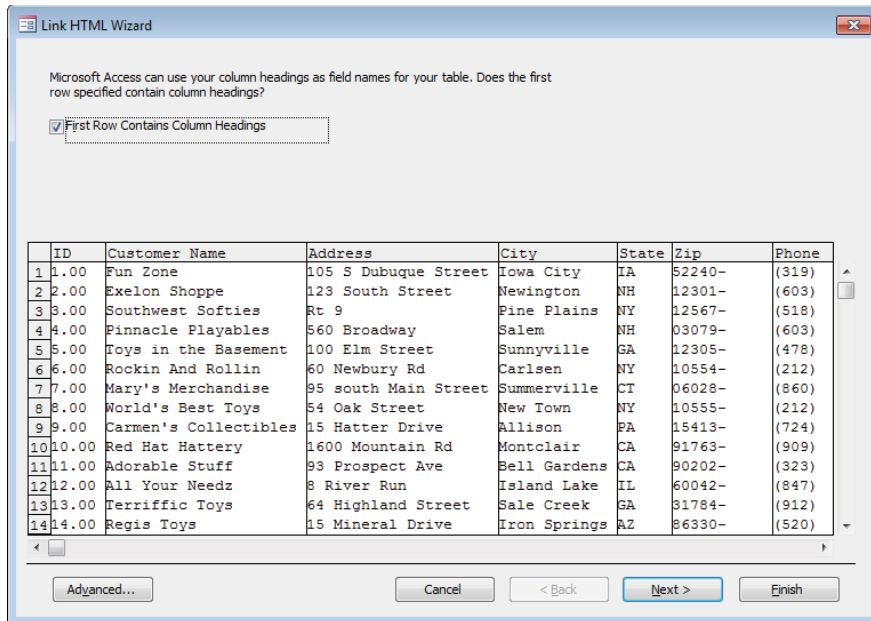 Link HTML Wizard
Microsoft Access can use your column headings as field names for your table. Does the first
row specified contain column headings?
First Row Contains Column Headings
ID Customer Name Address City State Zip Phone
1 1.00 Fun Zone 105 S Dubuque Street Iowa City IA 52240- (319)
2 2.00 Exelon Shoppe 123 South Street Newington NH 12301- (603)
3 3.00 Southwest Softies Rt 9 Pine Plains NY 12567- (518)
4 4.00 Pinnacle Playables 560 Broadway Salem NH 03079- (603)
5 5.00 Toys in the Basement 100 Elm Street Sunnyville GA 12305- (478)
6 6.00 Rockin And Rollin 60 Newbury Rd Carlsen NY 10554- (212)
7 7.00 Mary's Merchandise 95 south Main Street Summerville CT 06028- (860)
8 8.00 World's Best Toys 54 Oak Street New Town NY 10555- (212)
9 9.00 Carmen's Collectibles 15 Hatter Drive Allison PA 15413- (724)
10 10.00 Red Hat Hattery 1600 Mountain Rd Montclair CA 91763- (909)
11 11.00 Adorable Stuff 93 Prospect Ave Bell Gardens CA 90202- (323)
12 12.00 All Your Needz 8 River Run Island Lake IL 60042- (847)
13 13.00 Terriffic Toys 64 Highland Street Sale Creek GA 31784- (912)
14 14.00 Regis Toys 15 Mineral Drive Iron Springs AZ 86330- (520)
Advanced... Cancel < Back Next > Finish